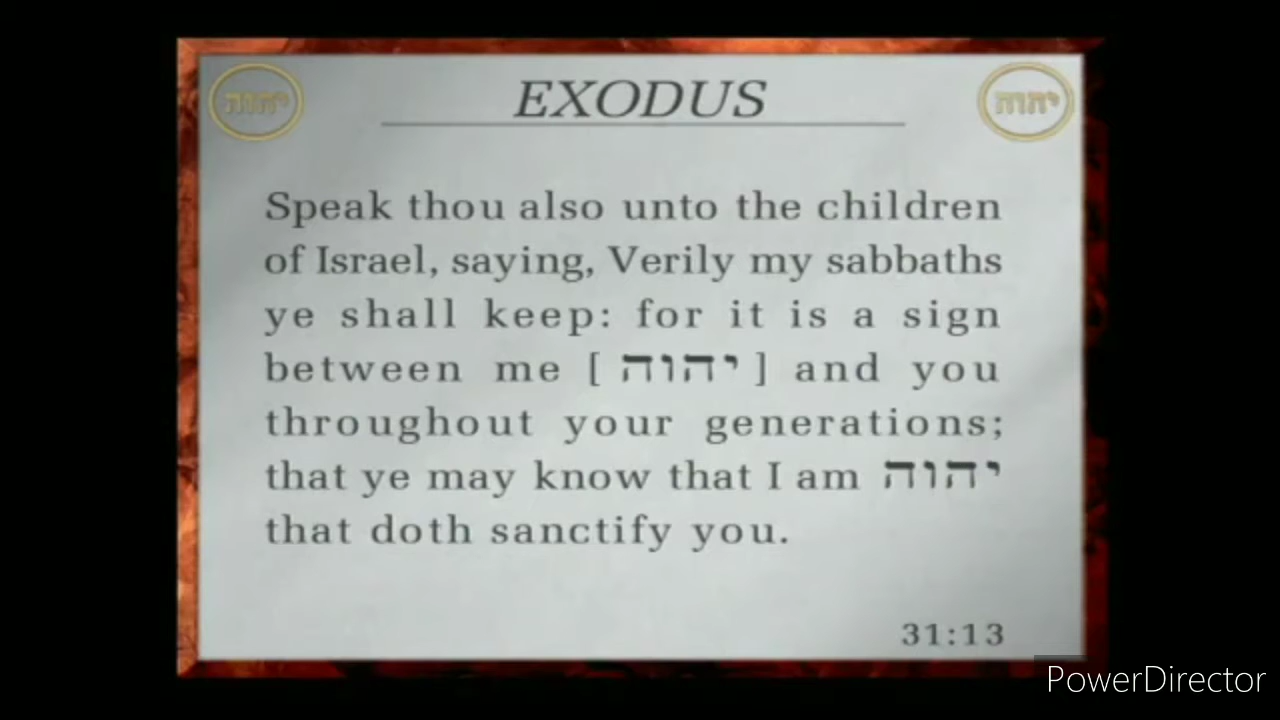 יהוה EXODUS יהוה
Speak thou also unto the children
of Israel, saying, Verily my sabbaths
ye shall keep: for it is a sign
between me [ יהוה ] and you
throughout your generations;
that ye may know that I am יהוה
that doth sanctify you.
31:13
PowerDirector